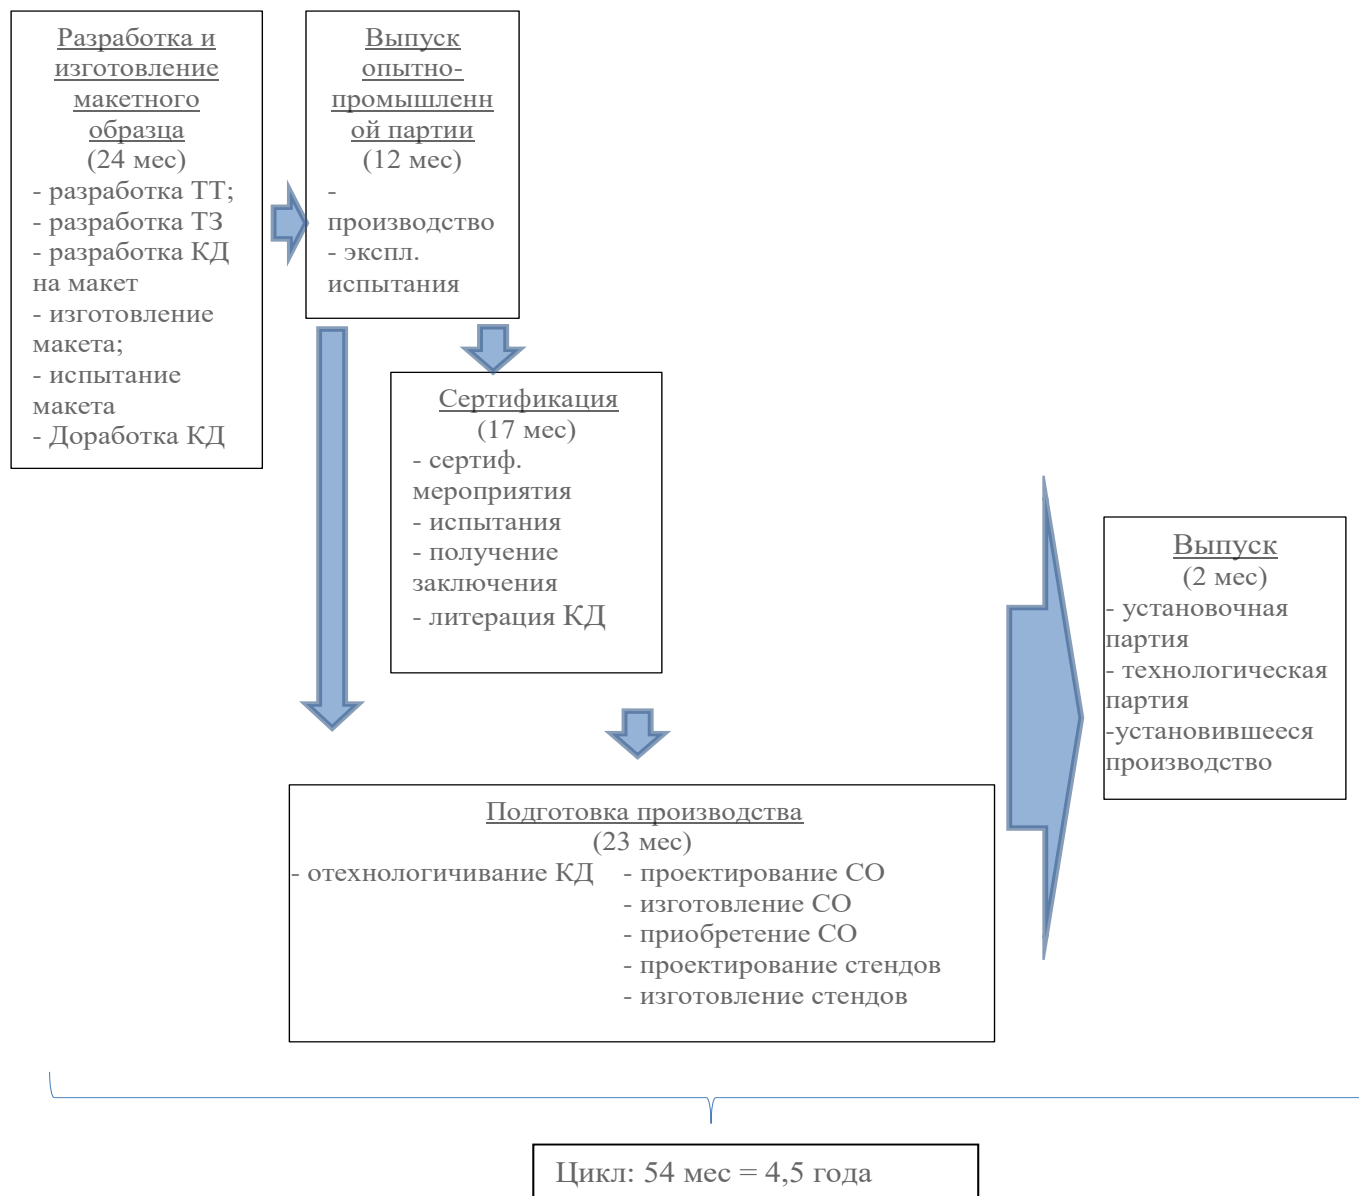 Разработка и
изготовление
макетного
образца
(24 мес)
- разработка ТТ;
- разработка ТЗ
- разработка КД
на макет
- изготовление
макета;
- испытание
макета
- Доработка КД
Выпуск
опытно-
промышленн
ой партии
(12 мес)
-
производство
- экспл.
испытания
Сертификация
(17 мес)
- сертиф.
мероприятия
- испытания
- получение
заключения
- литерация КД
Подготовка производства
(23 мес)
- отехнологичивание КД
- проектирование СО
- изготовление СО
- приобретение СО
- проектирование стендов
- изготовление стендов
Выпуск
(2 мес)
- установочная
партия
- технологическая
партия
-установившееся
производство
Цикл: 54 мес = 4,5 года